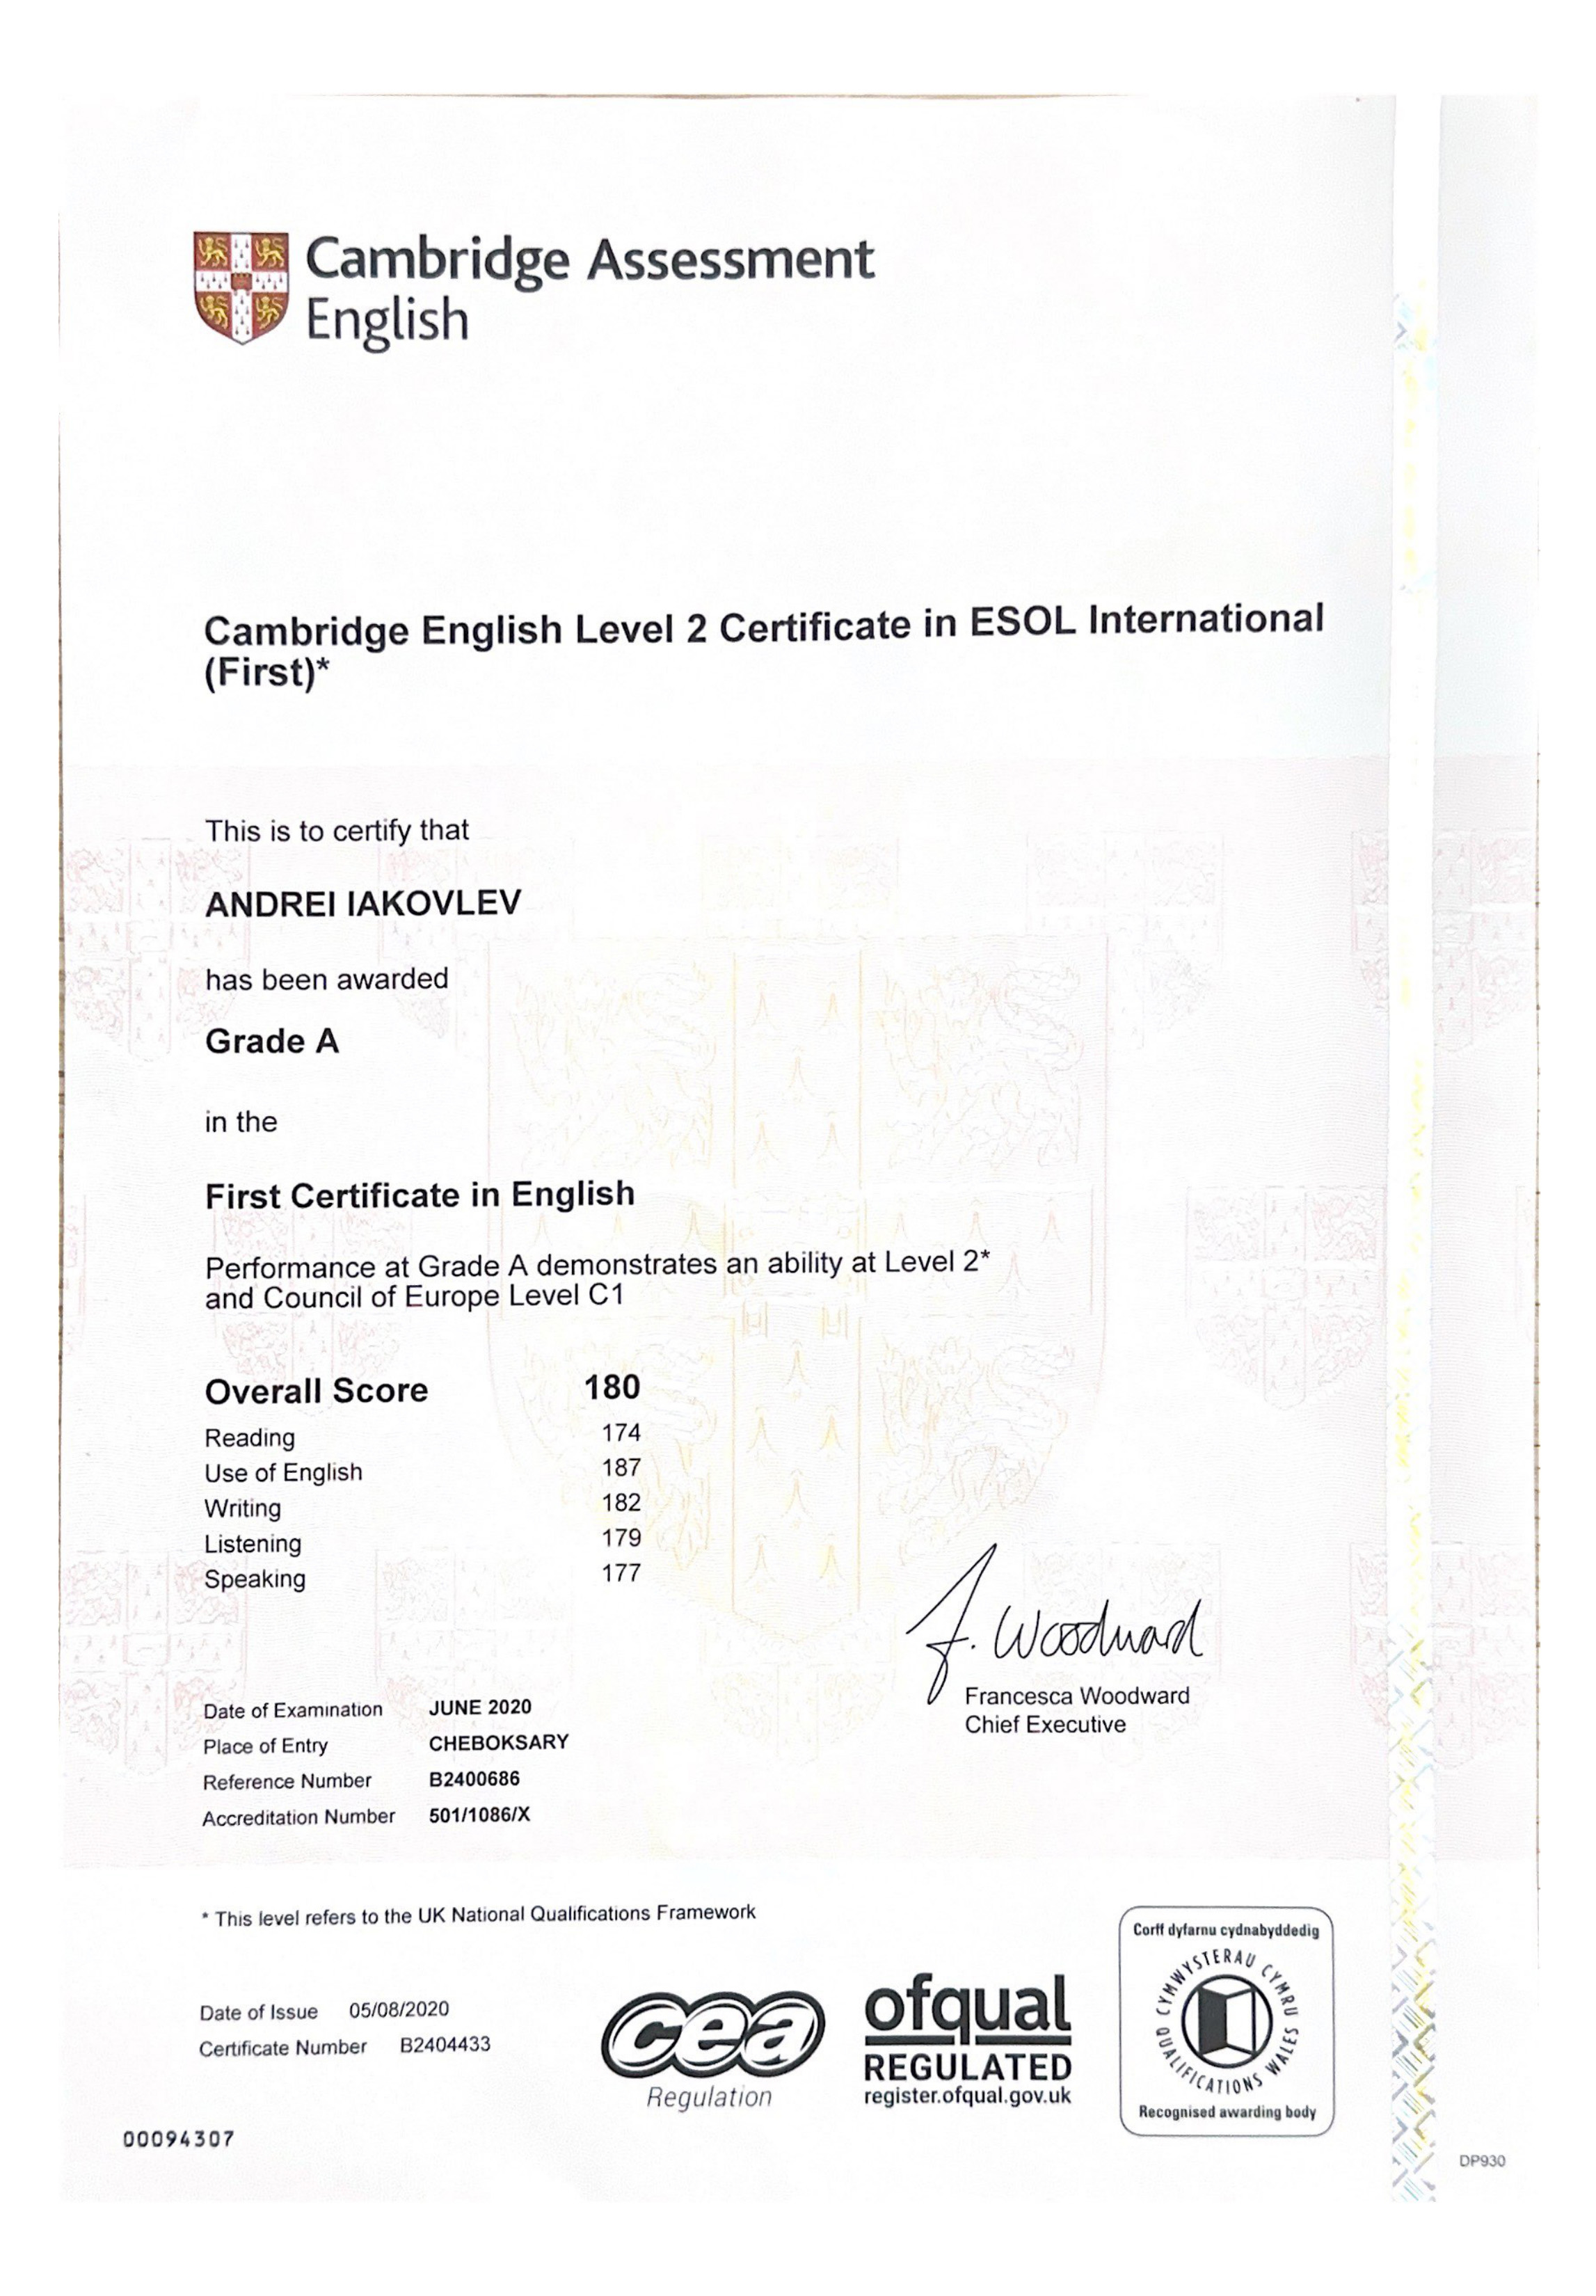 Cambridge Assessment
English
Cambridge English Level 2 Certificate in ESOL International
(First)*
This is to certify that
ANDREI IAKOVLEV
has been awarded
Grade A
in the
First Certificate in English
Performance at Grade A demonstrates an ability at Level 2*
and Council of Europe Level C1
Overall Score 180
Reading 174
Use of English 187
Writing 182
Listening 179
Speaking 177
F. Woodward
Francesca Woodward
Chief Executive
Date of Examination JUNE 2020
Place of Entry CHEBOKSARY
Reference Number B2400686
Accreditation Number 501/1086/X
* This level refers to the UK National Qualifications Framework
Date of Issue 05/08/2020
Certificate Number B2404433
cea
Regulation
ofqual
REGULATED
register.ofqual.gov.uk
Corff dyfarnu cydnabyddedig
CYMWYSTERAU CYMRU
QUALIFICATIONS WALES
Recognised awarding body
00094307
DP930